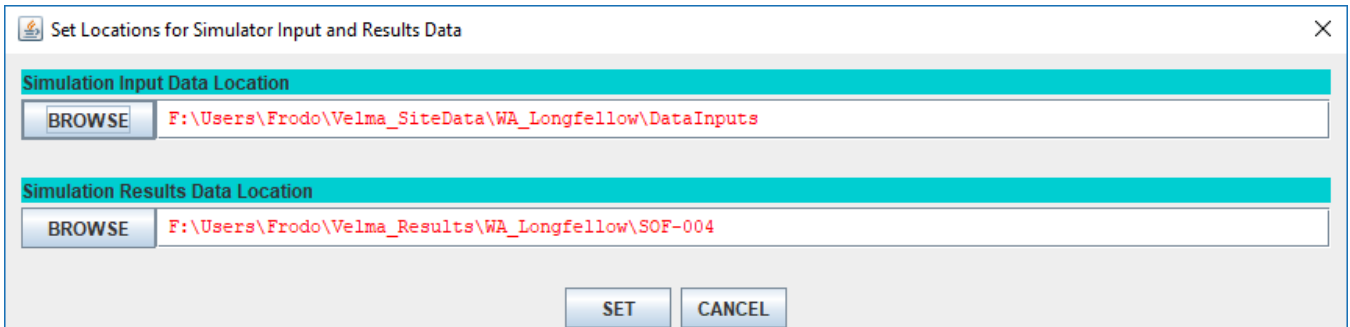 Set Locations for Simulator Input and Results Data
Simulation Input Data Location
BROWSE F:\Users\Frodo\Velma_SiteData\WA_Longfellow\DataInputs
Simulation Results Data Location
BROWSE F:\Users\Frodo\Velma_Results\WA_Longfellow\SOF-004
SET CANCEL